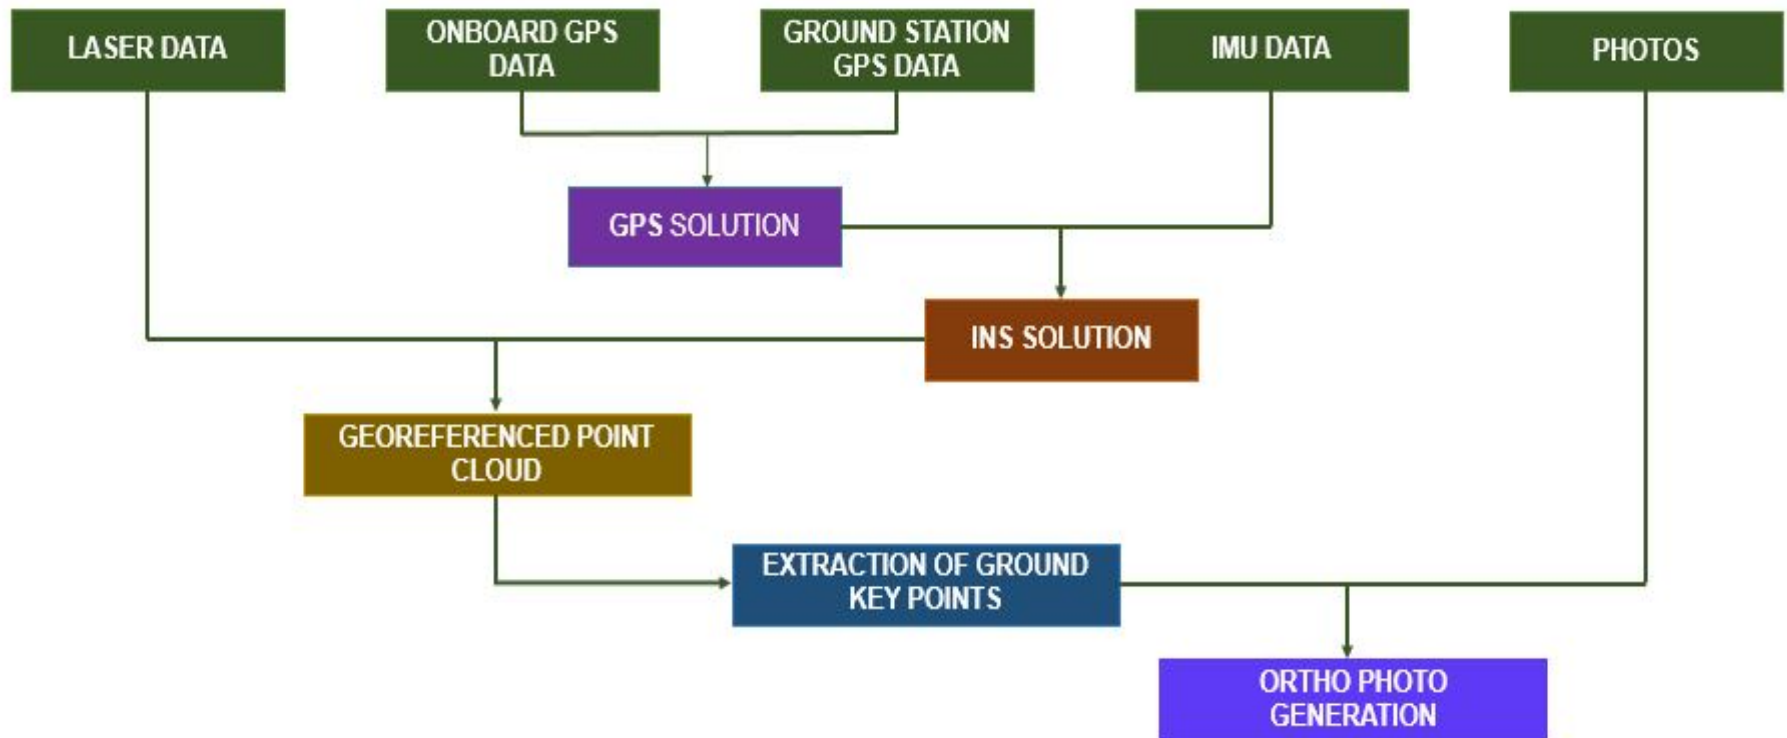 LASER DATA
ONBOARD GPS
DATA
GROUND STATION
GPS DATA
IMU DATA
PHOTOS
GPS SOLUTION
INS SOLUTION
GEOREFERENCED POINT
CLOUD
EXTRACTION OF GROUND
KEY POINTS
ORTHO PHOTO
GENERATION